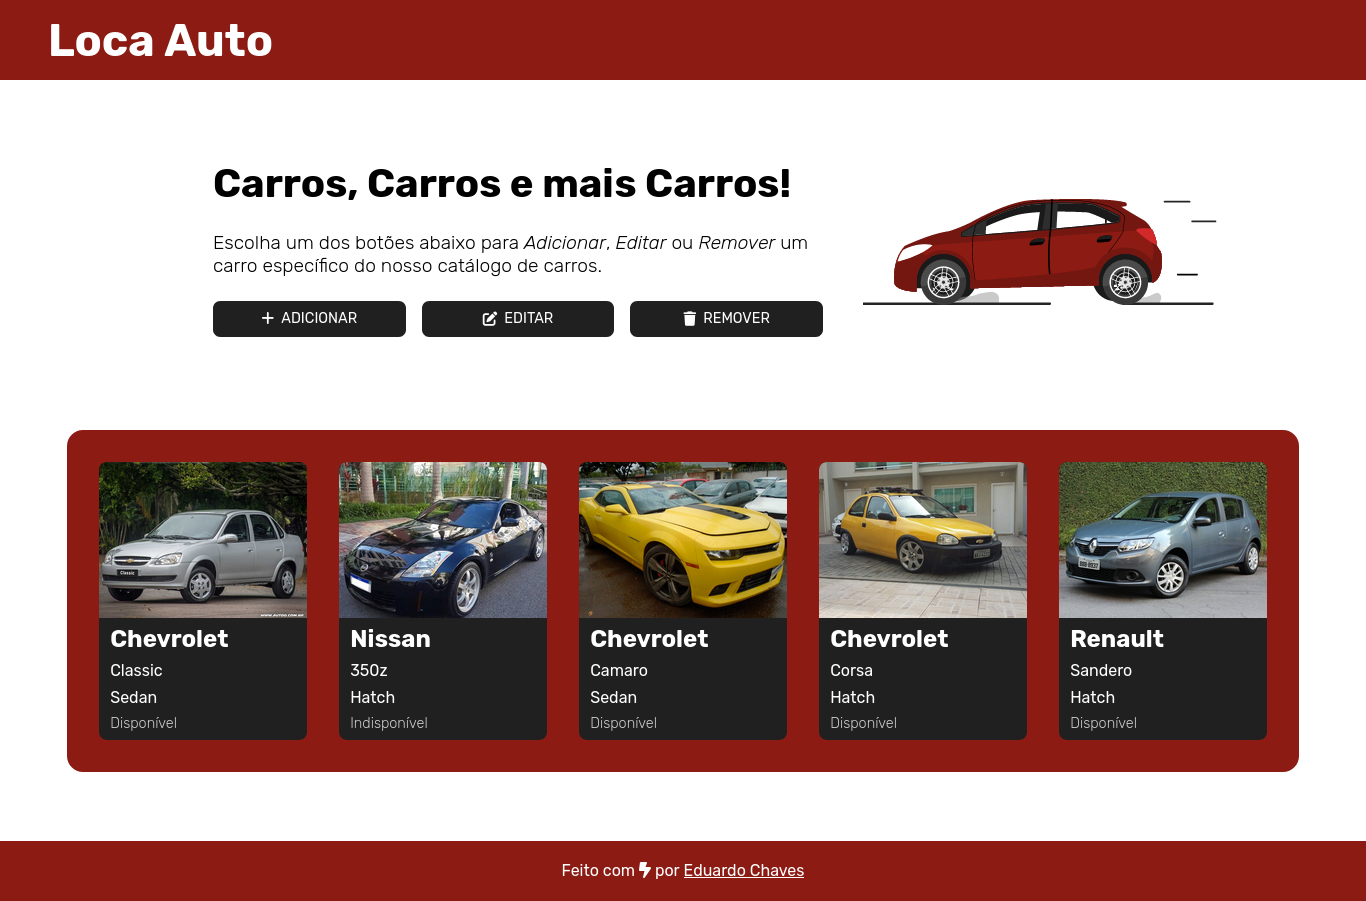 Loca Auto
Carros, Carros e mais Carros!
Escolha um dos botões abaixo para Adicionar, Editar ou Remover um
carro específico do nosso catálogo de carros.
ADICIONAR
EDITAR
REMOVER
Classic
Chevrolet
Classic
Sedan
Disponível
Nissan
350z
Hatch
Indisponível
Chevrolet
Camaro
Sedan
Disponível
Chevrolet
Corsa
Hatch
Disponível
Renault
Sandero
Hatch
Disponível
Feito com por Eduardo Chaves